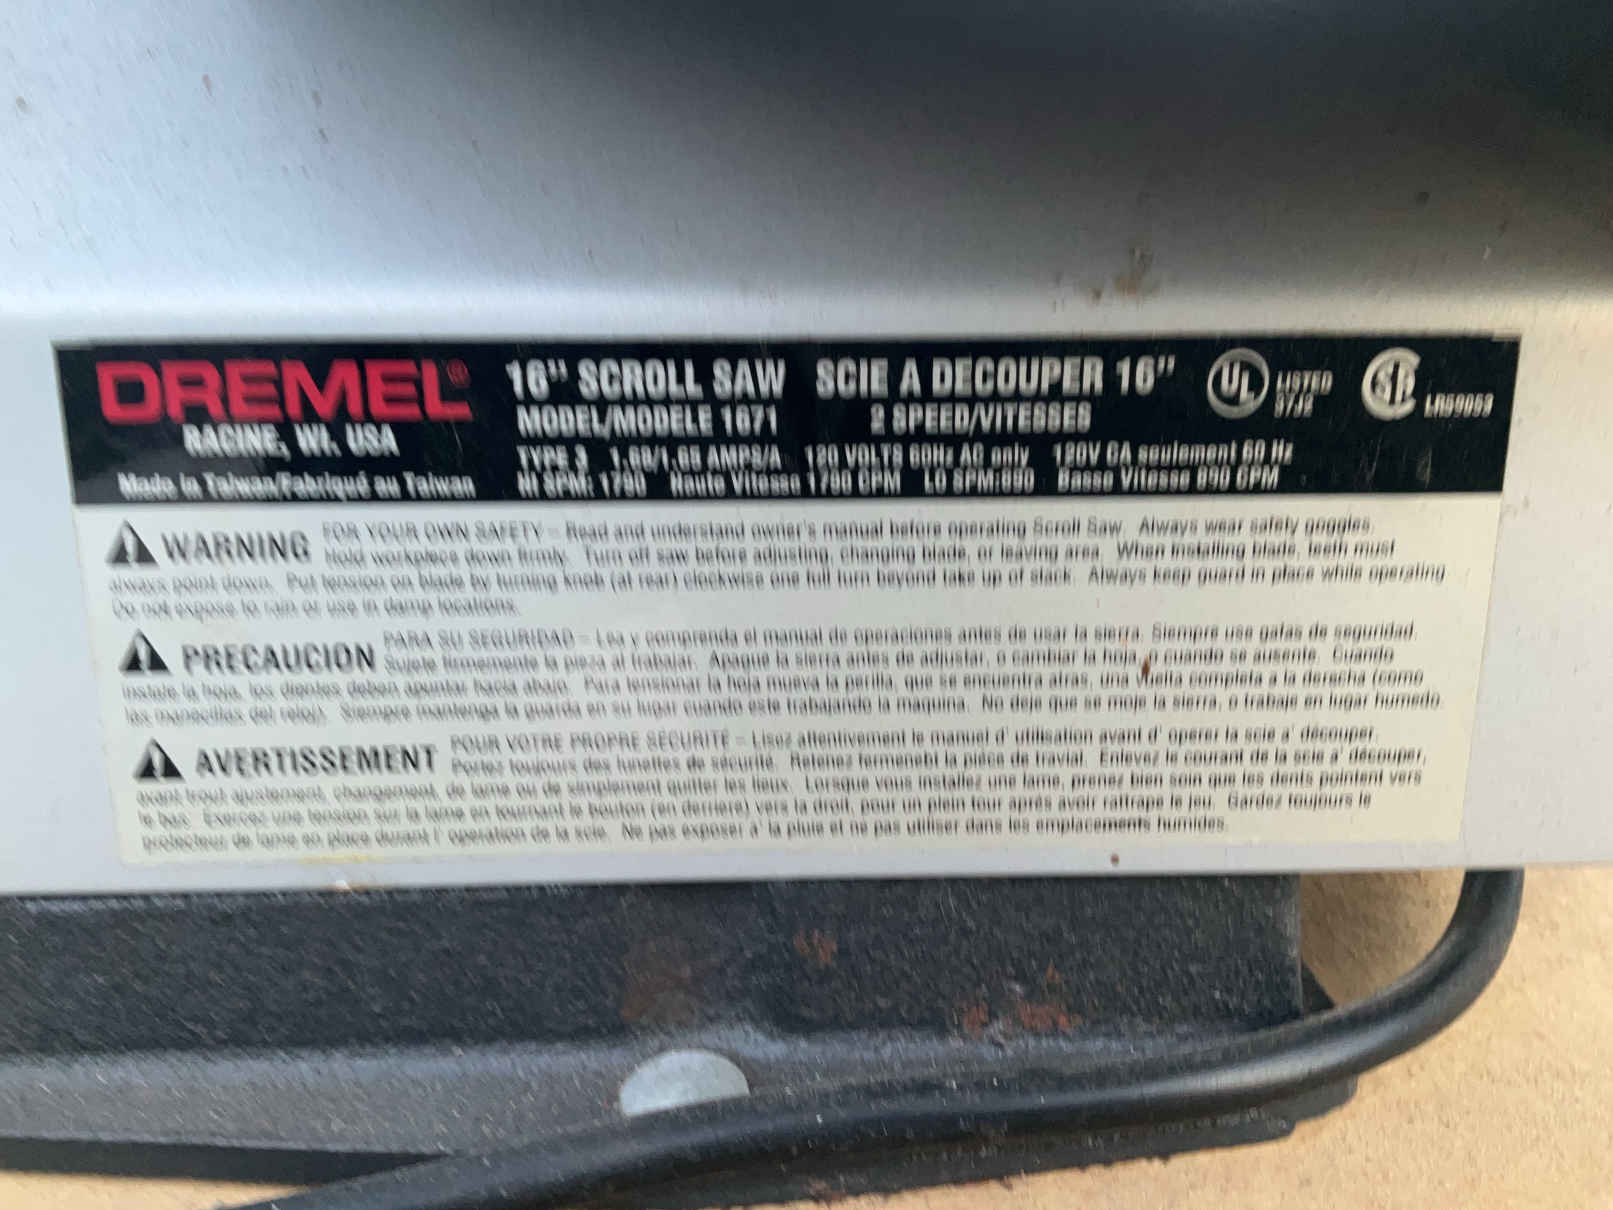 DREMEL®
RACINE, WI. USA
Made in Taiwan/Fabriqué au Taiwan
16" SCROLL SAW SCIE A DECOUPER 16"
MODEL/MODELE 1671 2 SPEED/VITESSES
TYPE 3 AMPS/A 120 VOLTS 60Hz AC only 120V CA seulement 60 Hz
HI SPM: 1790 Haute Vitesse 1790 CPM LO SPM:890 Basse Vitesse 890 CPM
UL LISTED
37J2
LR59053
WARNING FOR YOUR OWN SAFETY – Read and understand owner's manual before operating Scroll Saw. Always wear safety goggles.
Hold workpiece down firmly. Turn off saw before adjusting, changing blade, or leaving area. When installing blade, teeth must
always point down. Put tension on blade by turning knob (at rear) clockwise one full turn beyond take up of slack. Always keep guard in place while operating
Do not expose to rain or use in damp locations.
PRECAUCION PARA SU SEGURIDAD – Lea y comprenda el manual de operaciones antes de usar la sierra. Siempre use gafas de seguridad.
Sujete firmemente la pieza al trabajar. Apague la sierra antes de adjustar, o cambiar la hoja, o cuando se ausente. Cuando
instale la hoja, los dientes deben apuntar hacia abajo. Para tensionar la hoja mueva la perilla, que se encuentra atras, una vuelta completa a la derecha (como
las manecillas del reloj). Siempre mantenga la guarda en su lugar cuando este trabajando la maquina. No deje que se moje la sierra, o trabaje en lugar humedo.
AVERTISSEMENT POUR VOTRE PROPRE SECURITE – Lisez attentivement le manuel d' utilisation avant d' operer la scie a' découper.
Portez toujours des lunettes de sécurité. Retenez fermenebt la piéce de travial. Enlevez le courant de la scie a' découper,
avant trout ajustement, changement, de lame ou de simplement quitter les lieux. Lorsque vous installez une lame, prenez bien soin que les dents pointent vers
le bas. Exercez une tension sur la lame en tournant le bouton (en derriere) vers la droit, pour un plein tour aprés avoir rattrape le jeu. Gardez toujours le
protecteur de lame en place durant l' operation de la scie. Ne pas exposer a' la pluie et ne pas utiliser dans les emplacements humides.